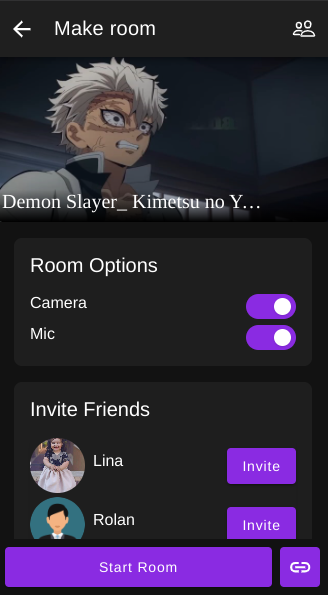 Make room
Demon Slayer_ Kimetsu no Y...
Room Options
Camera
Mic
Invite Friends
Lina
Invite
Rolan
Invite
Start Room